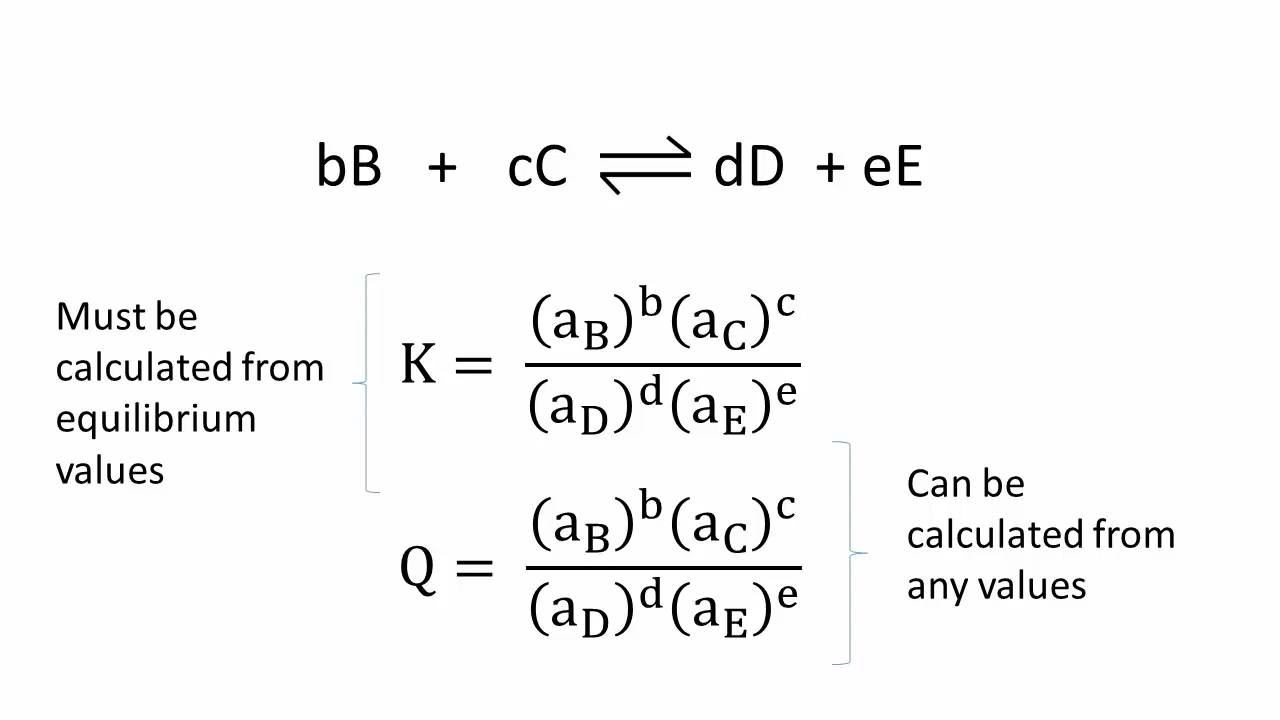 bB + cC ⇌ dD + eE
Must be
calculated from
equilibrium
values
K = (a_B)^b(a_C)^c / (a_D)^d(a_E)^e
Q = (a_B)^b(a_C)^c / (a_D)^d(a_E)^e
Can be
calculated from
any values